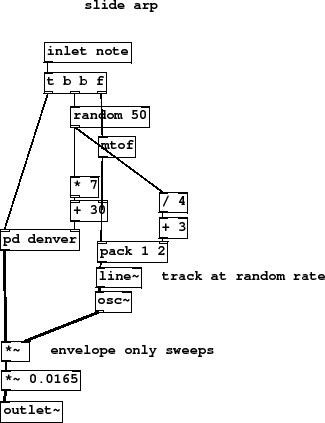 slide arp
inlet note
t b b f
random 50
mtof
* 7
/ 4
+ 30
+ 3
pd denver
pack 1 2
line~
track at random rate
osc~
*~
envelope only sweeps
*~ 0.0165
outlet~